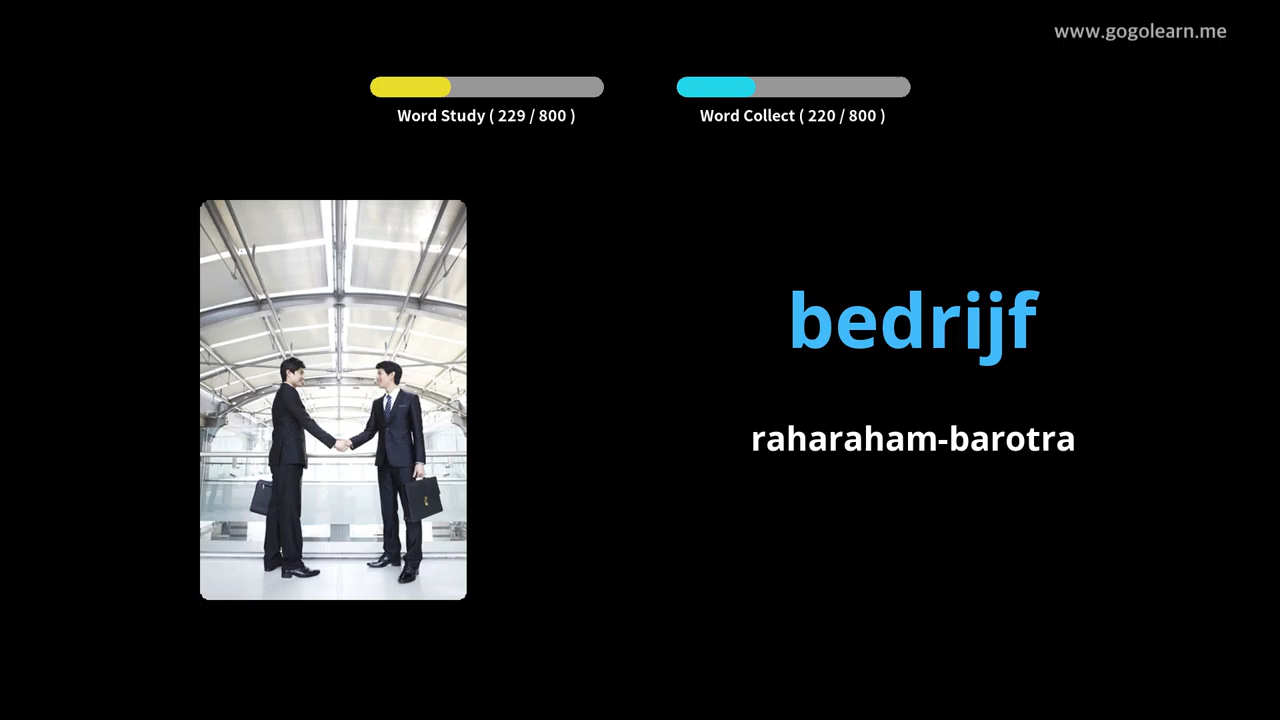 www.gogolearn.me
Word Study ( 229 / 800 )
Word Collect ( 220 / 800 )
bedrijf
raharaham-barotra